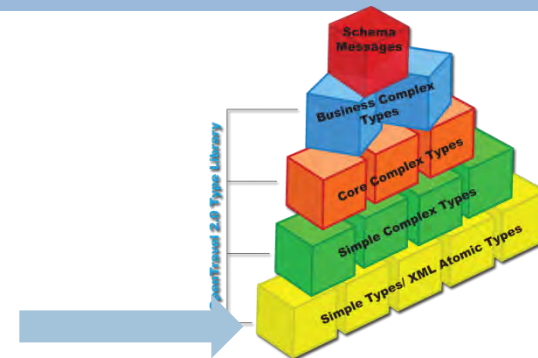 Schema
Messages
Business Complex
Types
Core Complex Types
Simple Complex Types
Simple Types/ XML Atomic Types
OpenTravel 2.0 Type Library